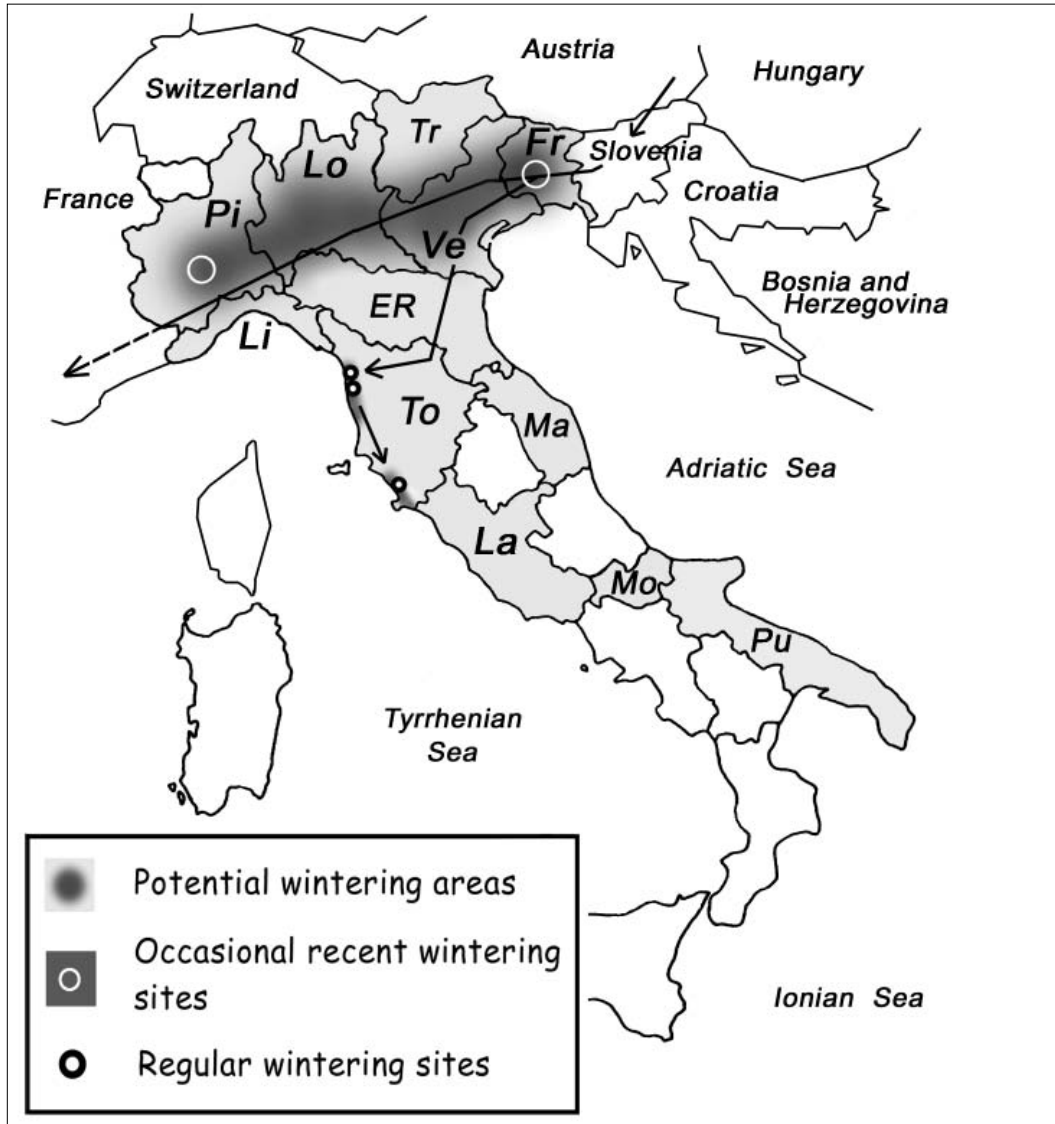 Austria
Hungary
Switzerland
Tr
Fr
Slovenia
Lo
Croatia
France
Pi
Ve
Bosnia and
Herzegovina
ER
Li
To
Ma
Adriatic Sea
La
Mo
Pu
Tyrrhenian
Sea
Potential wintering areas
Occasional recent wintering
sites
Ionian Sea
Regular wintering sites